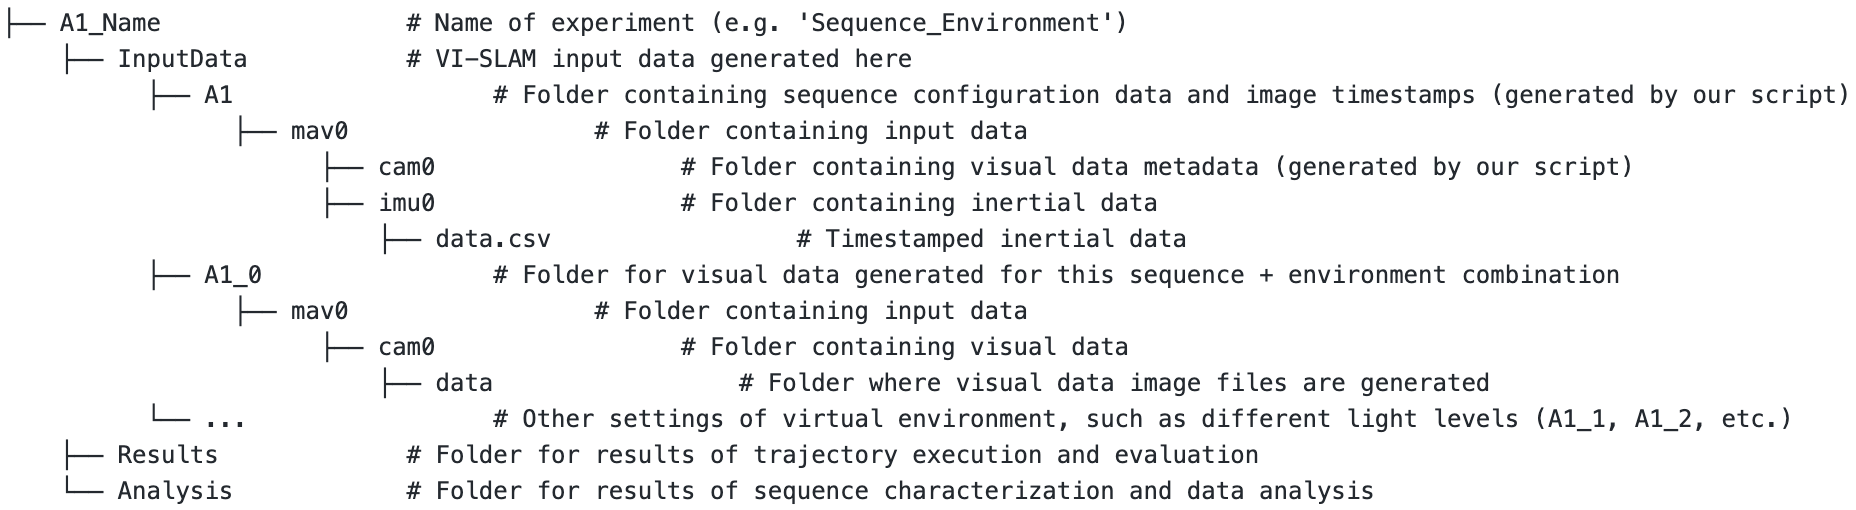 ├── A1_Name                 # Name of experiment (e.g. 'Sequence_Environment')
    ├── InputData           # VI-SLAM input data generated here
          ├── A1                  # Folder containing sequence configuration data and image timestamps (generated by our script)
                ├── mav0                 # Folder containing input data
                      ├── cam0                 # Folder containing visual data metadata (generated by our script)
                      ├── imu0                 # Folder containing inertial data
                          ├── data.csv                 # Timestamped inertial data
          ├── A1_0                # Folder for visual data generated for this sequence + environment combination
                ├── mav0                 # Folder containing input data
                      ├── cam0                 # Folder containing visual data
                          ├── data                 # Folder where visual data image files are generated
          └── ...                 # Other settings of virtual environment, such as different light levels (A1_1, A1_2, etc.)
    ├── Results             # Folder for results of trajectory execution and evaluation
    └── Analysis            # Folder for results of sequence characterization and data analysis